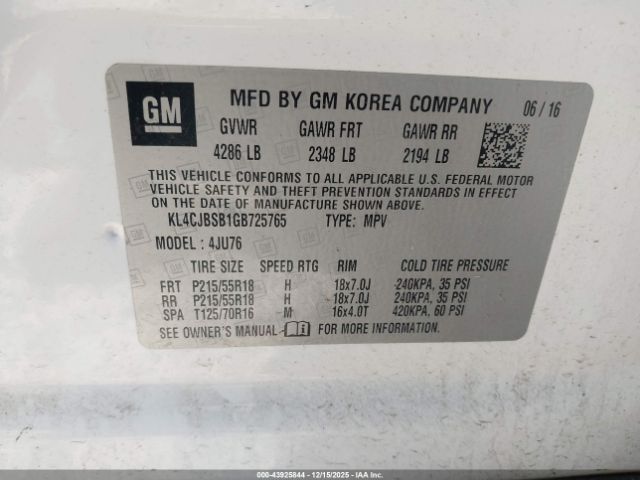 GM
MFD BY GM KOREA COMPANY 06/16
GVWR GAWR FRT GAWR RR
4286 LB 2348 LB 2194 LB
THIS VEHICLE CONFORMS TO ALL APPLICABLE U.S. FEDERAL MOTOR
VEHICLE SAFETY AND THEFT PREVENTION STANDARDS IN EFFECT
ON THE DATE OF MANUFACTURE SHOWN ABOVE.
KL4CJBSB1GB725765 TYPE: MPV
MODEL: 4JU76
TIRE SIZE SPEED RTG RIM COLD TIRE PRESSURE
FRT P215/55R18 H 18x7.0J 240KPA, 35 PSI
RR P215/55R18 H 18x7.0J 240KPA, 35 PSI
SPA T125/70R16 M 16x4.0T 420KPA, 60 PSI
SEE OWNER'S MANUAL FOR MORE INFORMATION
000-43925844 - 12/15/2025 - IAA Inc.